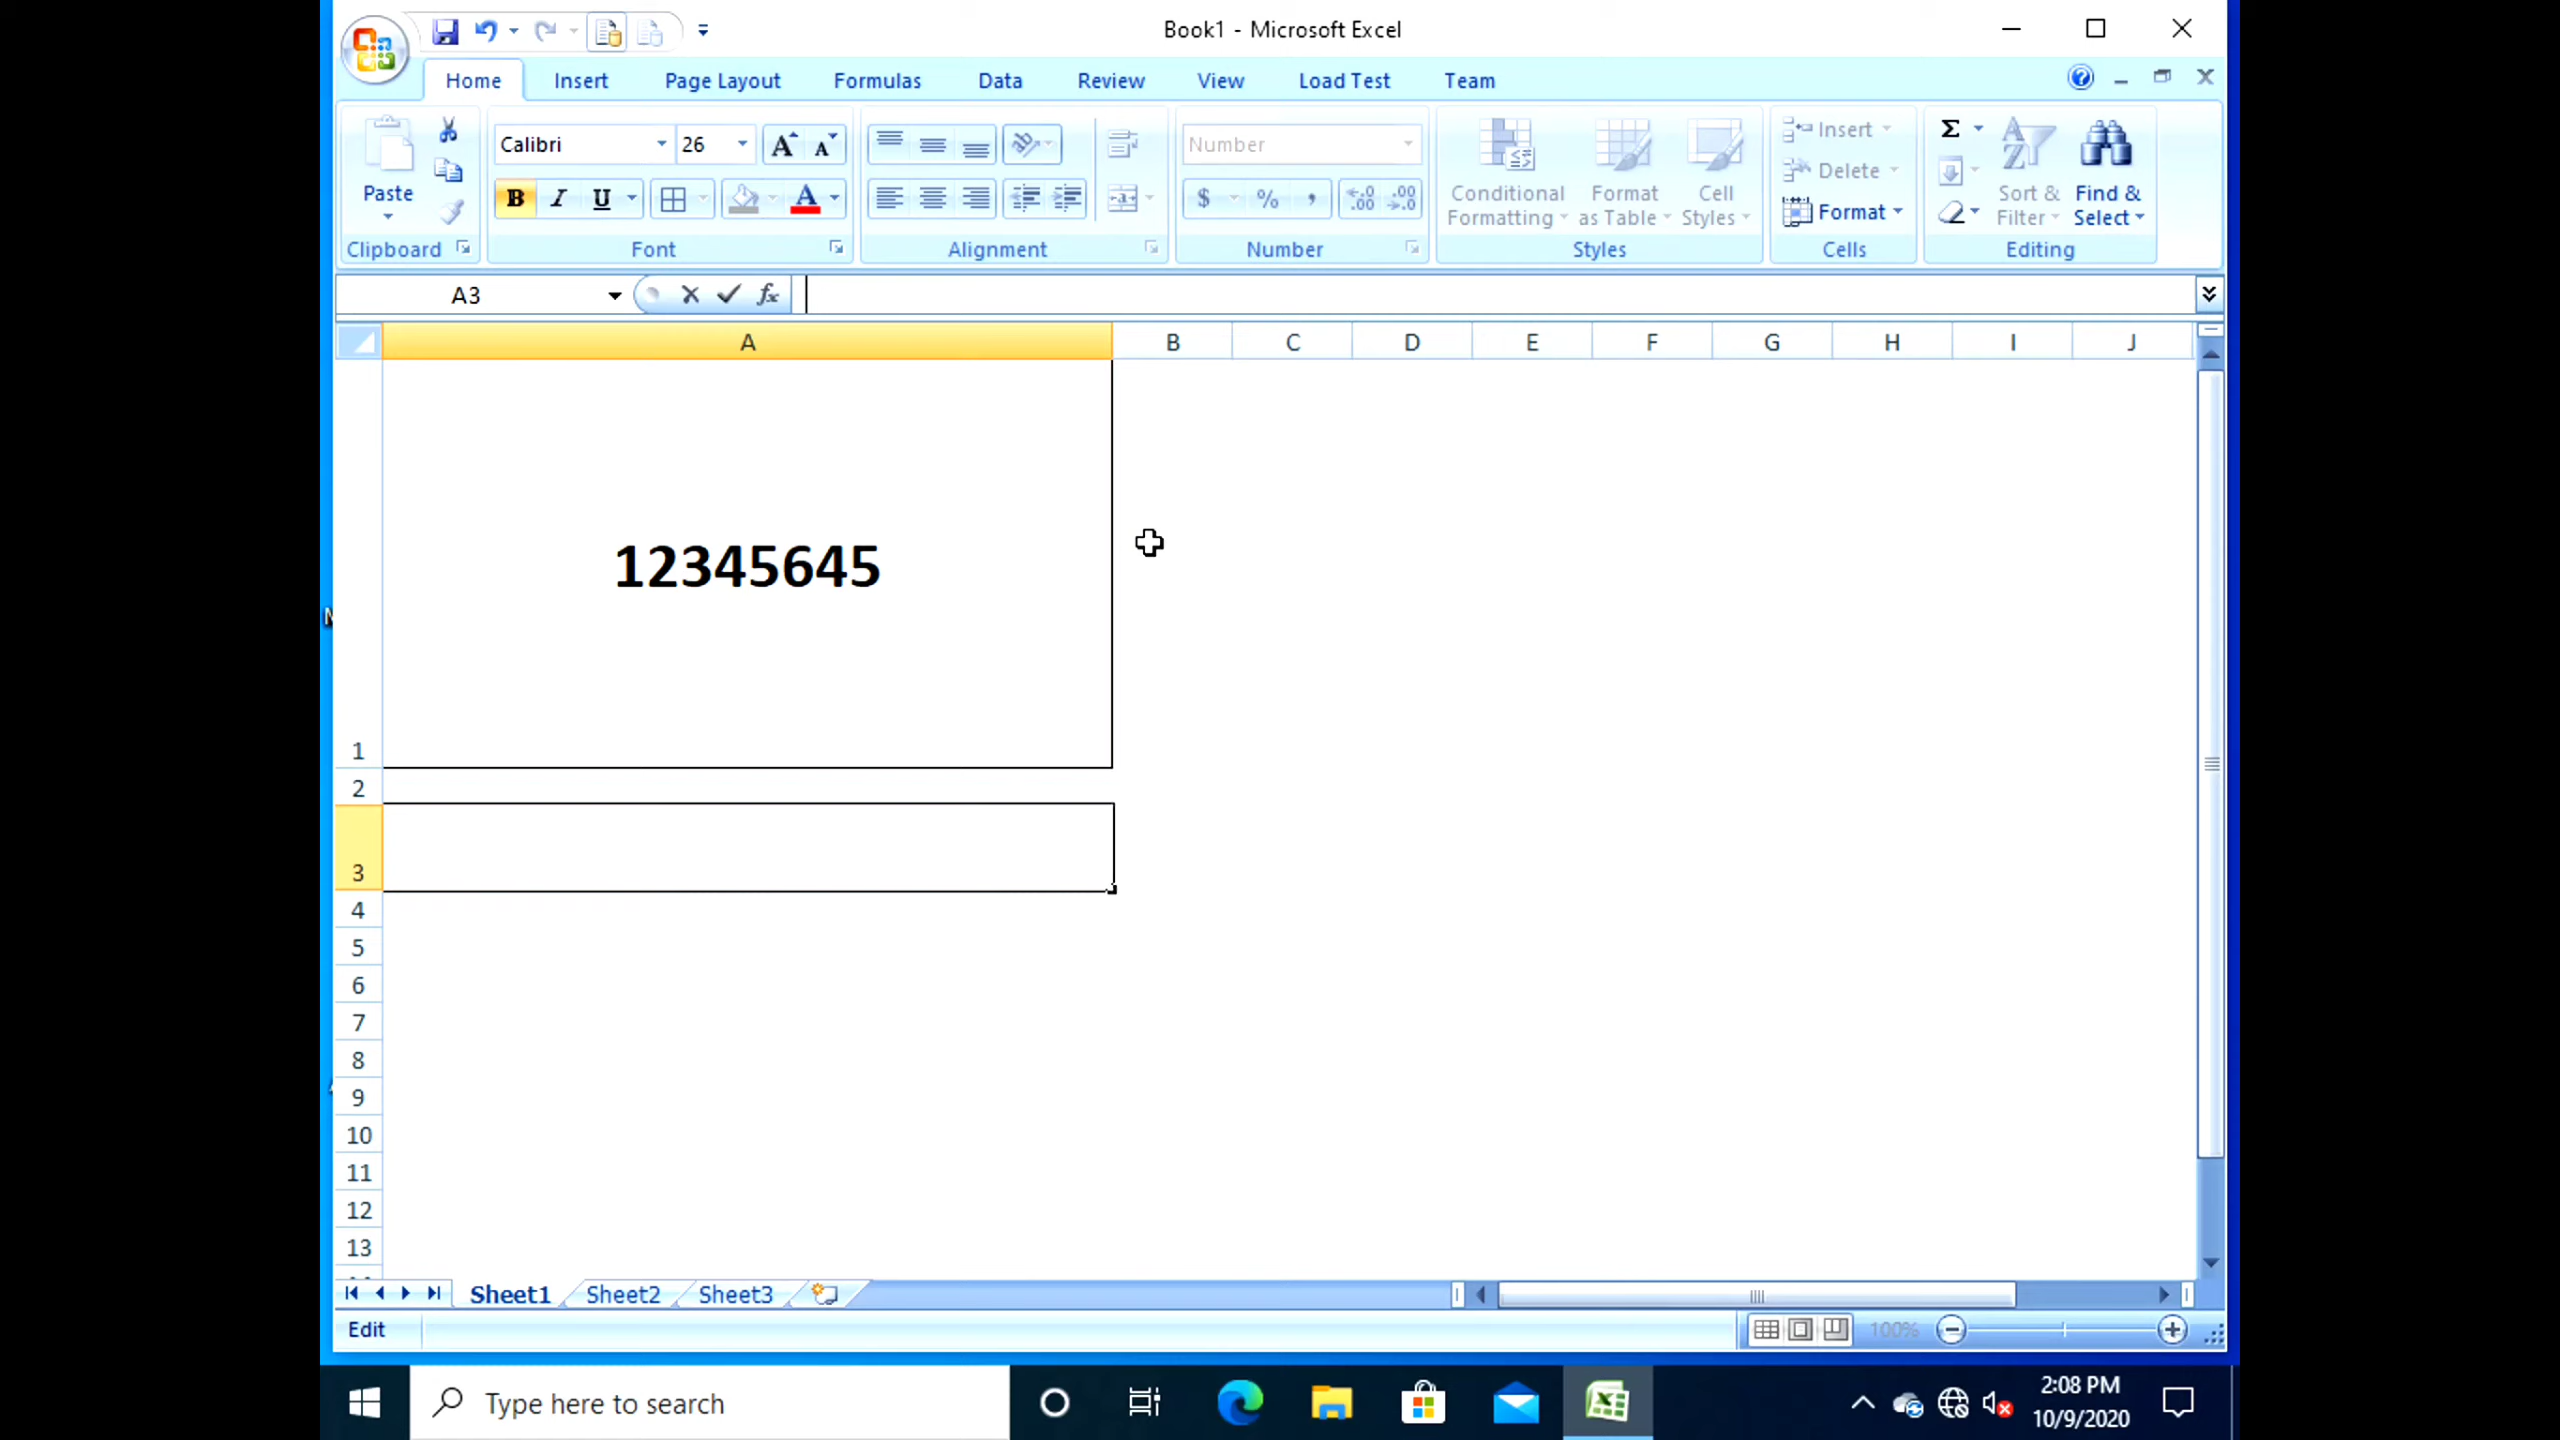 Book1 - Microsoft Excel
Home Insert Page Layout Formulas Data Review View Load Test Team
Paste
Clipboard
Calibri 26
B I U A
Font
Alignment
Number
$ % ,
Number
Conditional Formatting
Format as Table
Cell Styles
Styles
Insert
Delete
Format
Cells
Σ
Sort & Filter
Find & Select
Editing
A3 fx
A B C D E F G H I J
12345645
1
2
3
4
5
6
7
8
9
10
11
12
13
Sheet1 Sheet2 Sheet3
Edit 100%
Type here to search
2:08 PM
10/9/2020